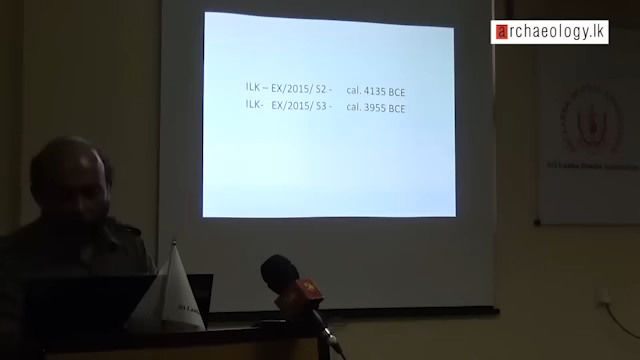 archaeology.lk
ILK – EX/2015/ S2 - cal. 4135 BCE
ILK- EX/2015/ S3 - cal. 3955 BCE